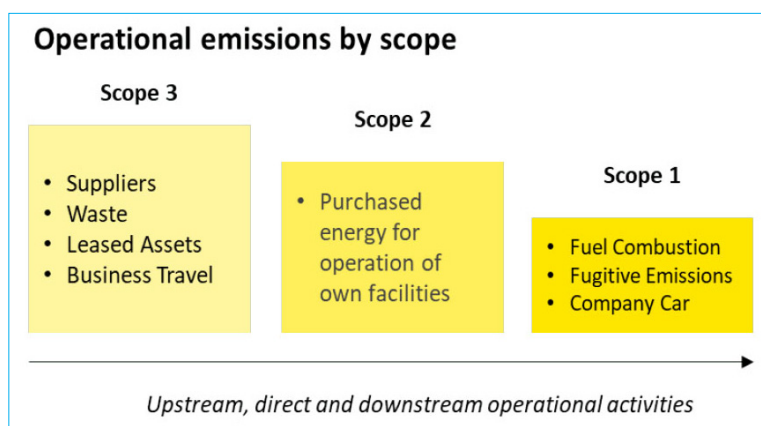 Operational emissions by scope
Scope 3
• Suppliers
• Waste
• Leased Assets
• Business Travel
Scope 2
• Purchased
energy for
operation of
own facilities
Scope 1
• Fuel Combustion
• Fugitive Emissions
• Company Car
Upstream, direct and downstream operational activities